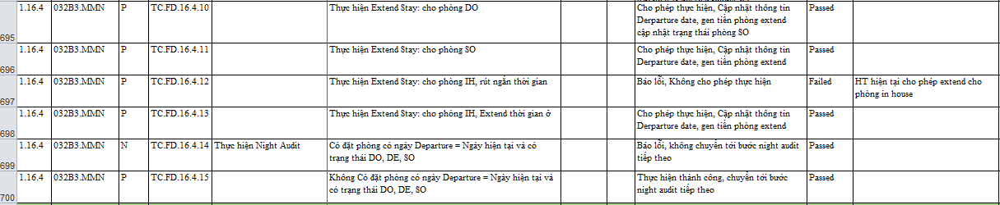 1.16.4 032B3.MMN P TC.FD.16.4.10 Thực hiện Extend Stay: cho phòng DO Cho phép thực hiện, Cập nhật thông tin Passed
Derparture date, gen tiền phòng extend
cập nhật trạng thái phòng SO
695
1.16.4 032B3.MMN P TC.FD.16.4.11 Thực hiện Extend Stay: cho phòng SO Cho phép thực hiện, Cập nhật thông tin Passed
Derparture date, gen tiền phòng extend
696
1.16.4 032B3.MMN P TC.FD.16.4.12 Thực hiện Extend Stay: cho phòng IH, rút ngắn thời gian Báo lỗi, Không cho phép thực hiện Failed HT hiện tại cho phép extend cho
phòng in house
697
1.16.4 032B3.MMN P TC.FD.16.4.13 Thực hiện Extend Stay: cho phòng IH, Extend thời gian ở Cho phép thực hiện, Cập nhật thông tin Passed
Derparture date, gen tiền phòng extend
698
1.16.4 032B3.MMN N TC.FD.16.4.14 Thực hiện Night Audit Có đặt phòng có ngày Departure = Ngày hiện tại và có Báo lỗi, không chuyển tới bước night audit Passed
trạng thái DO, DE, SO tiếp theo
699
1.16.4 032B3.MMN P TC.FD.16.4.15 Không Có đặt phòng có ngày Departure = Ngày hiện tại và Thực hiện thành công, chuyển tới bước Passed
có trạng thái DO, DE, SO night audit tiếp theo
700